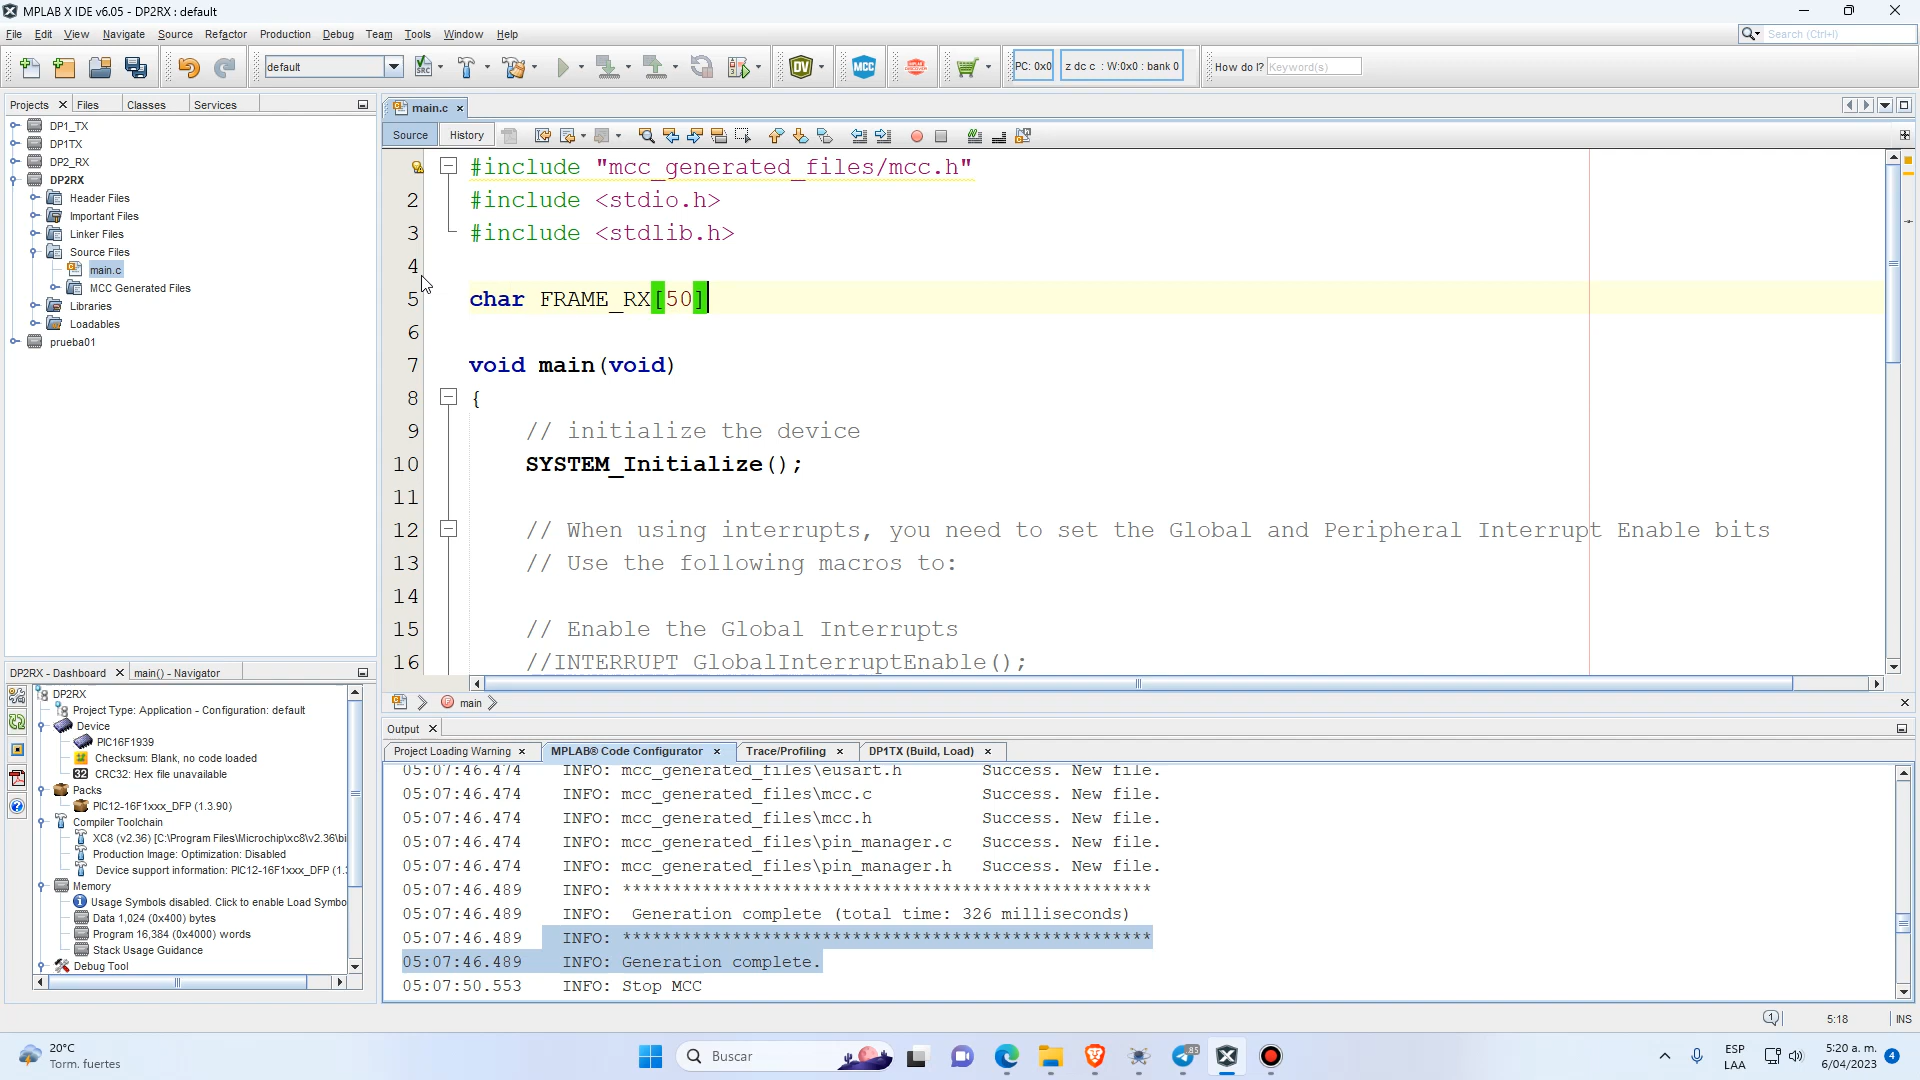 MPLAB X IDE v6.05 - DP2RX : default
File Edit View Navigate Source Refactor Production Debug Team Tools Window Help
Search (Ctrl+I)
default
PC: 0x0 z dc c : W:0x0 : bank 0 How do I? Keyword(s)
Projects Files Classes Services
main.c
Source History
DP1_TX
DP1TX
DP2_RX
DP2RX
Header Files
Important Files
Linker Files
Source Files
main.c
MCC Generated Files
Libraries
Loadables
prueba01
#include "mcc_generated_files/mcc.h"
2 #include <stdio.h>
3 #include <stdlib.h>
4
5 char FRAME_RX[50]
6
7 void main(void)
8 {
9 // initialize the device
10 SYSTEM_Initialize();
11
12 // When using interrupts, you need to set the Global and Peripheral Interrupt Enable bits
13 // Use the following macros to:
14
15 // Enable the Global Interrupts
16 //INTERRUPT_GlobalInterruptEnable();
main
DP2RX - Dashboard main() - Navigator
DP2RX
Project Type: Application - Configuration: default
Device
PIC16F1939
Checksum: Blank, no code loaded
CRC32: Hex file unavailable
Packs
PIC12-16F1xxx_DFP (1.3.90)
Compiler Toolchain
XC8 (v2.36) [C:\Program Files\Microchip\xc8\v2.36\bi
Production Image: Optimization: Disabled
Device support information: PIC12-16F1xxx_DFP (1.
Memory
Usage Symbols disabled. Click to enable Load Symbo
Data 1,024 (0x400) bytes
Program 16,384 (0x4000) words
Stack Usage Guidance
Debug Tool
Output
Project Loading Warning MPLAB® Code Configurator Trace/Profiling DP1TX (Build, Load)
05:07:46.474 INFO: mcc_generated_files\eusart.h Success. New file.
05:07:46.474 INFO: mcc_generated_files\mcc.c Success. New file.
05:07:46.474 INFO: mcc_generated_files\mcc.h Success. New file.
05:07:46.474 INFO: mcc_generated_files\pin_manager.c Success. New file.
05:07:46.474 INFO: mcc_generated_files\pin_manager.h Success. New file.
05:07:46.489 INFO: *****************************************************
05:07:46.489 INFO: Generation complete (total time: 326 milliseconds)
05:07:46.489 INFO: *****************************************************
05:07:46.489 INFO: Generation complete.
05:07:50.553 INFO: Stop MCC
5:18 INS
20°C
Torm. fuertes
Buscar
ESP
LAA
5:20 a. m.
6/04/2023
4